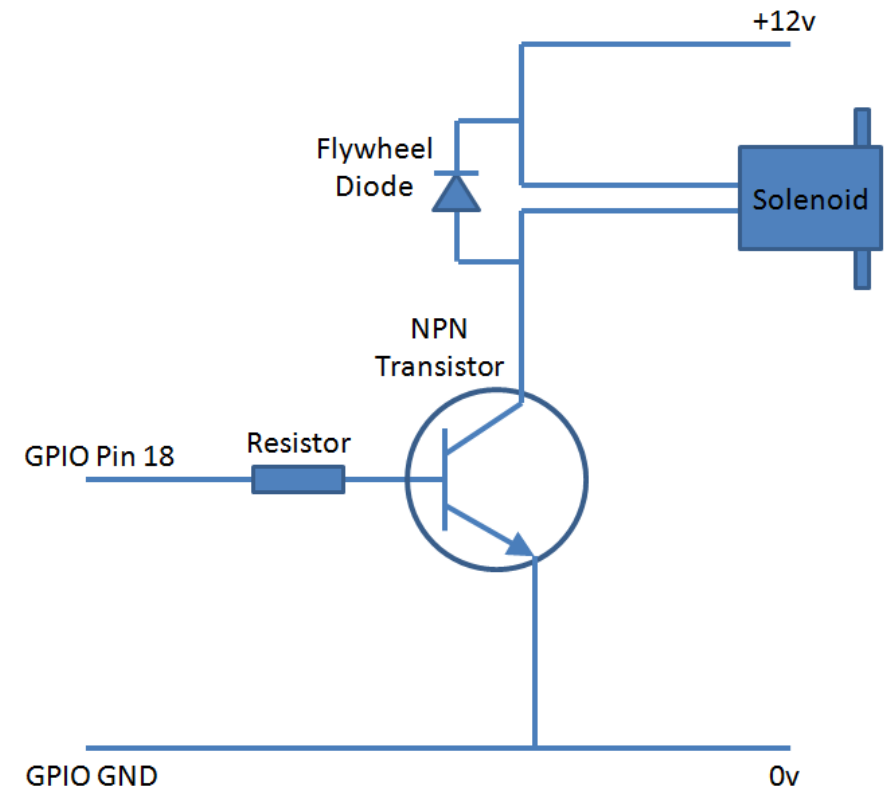 +12v
Flywheel
Diode
Solenoid
NPN
Transistor
Resistor
GPIO Pin 18
GPIO GND
0v